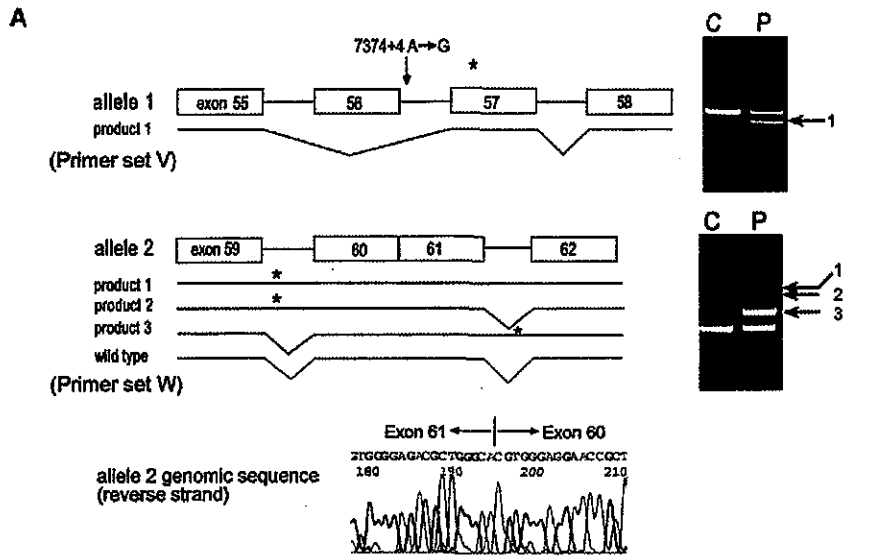 A
7374+4 A→G
C P
*
allele 1 exon 55 56 57 58
product 1
1
(Primer set V)
C P
allele 2 exon 59 60 61 62
*
product 1
1
*
product 2
2
product 3
*
3
wild type
(Primer set W)
Exon 61 Exon 60
GTGGGGAGACGCTGGGCACGTGGGAGGAACCGCT
180 190 200 210
allele 2 genomic sequence
(reverse strand)